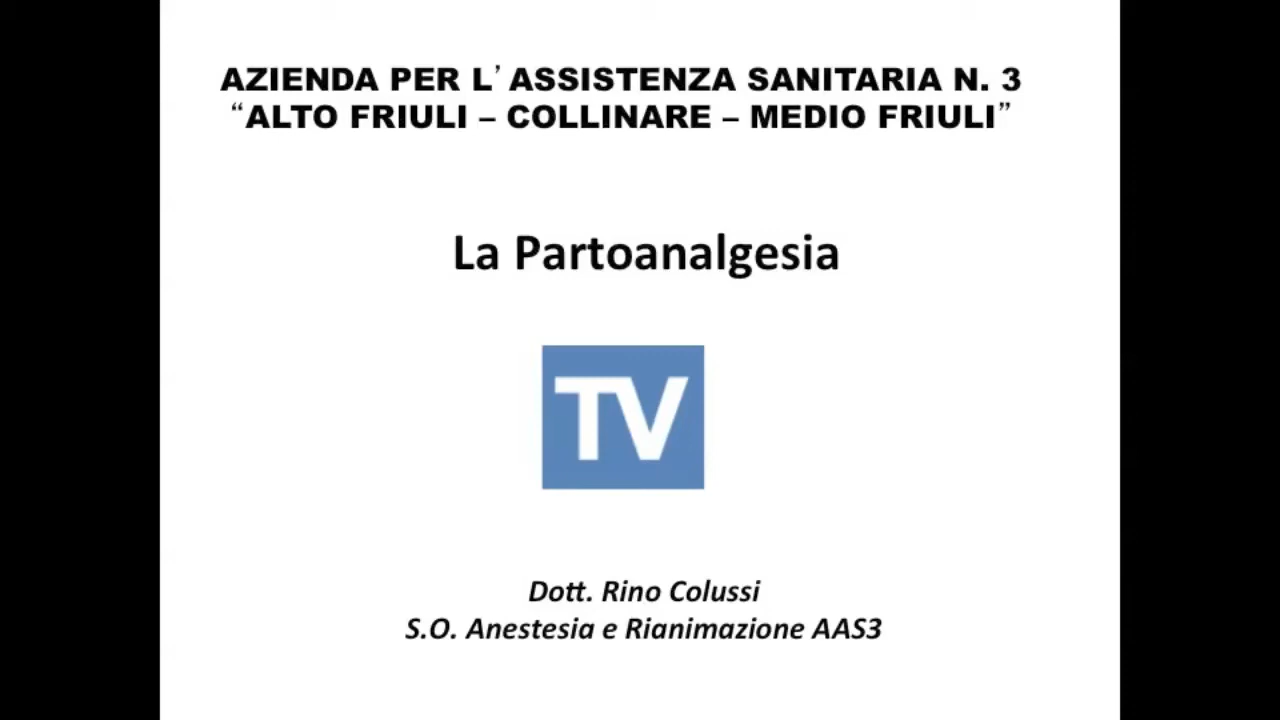 AZIENDA PER L’ASSISTENZA SANITARIA N. 3
“ALTO FRIULI – COLLINARE – MEDIO FRIULI”
La Partoanalgesia
TV
Dott. Rino Colussi
S.O. Anestesia e Rianimazione AAS3